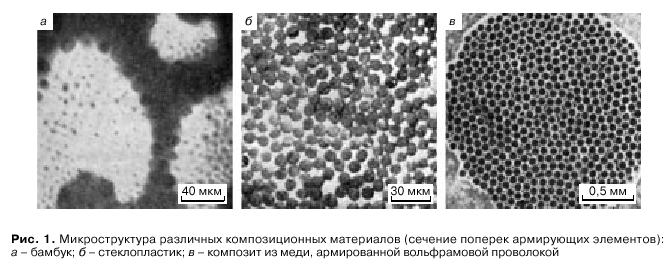 а
б
в
40 мкм
30 мкм
0,5 мм
Рис. 1. Микроструктура различных композиционных материалов (сечение поперек армирующих элементов):
а – бамбук; б – стеклопластик; в – композит из меди, армированной вольфрамовой проволокой